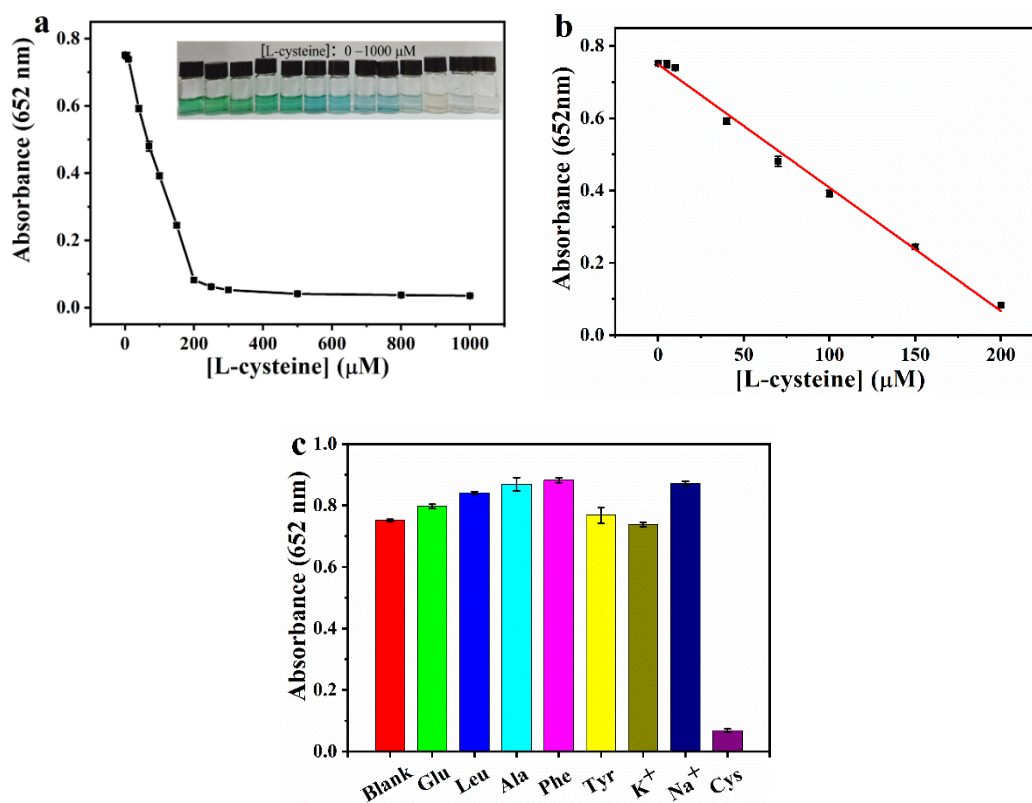 a
[L-cysteine]: 0 –1000 μM
Absorbance (652 nm)
0.8
0.6
0.4
0.2
0.0
0 200 400 600 800 1000
[L-cysteine] (μM)
b
Absorbance (652nm)
0.8
0.6
0.4
0.2
0.0
0 50 100 150 200
[L-cysteine] (μM)
c
Absorbance (652 nm)
1.0
0.8
0.6
0.4
0.2
0.0
Blank Glu Leu Ala Phe Tyr K⁺ Na⁺ Cys